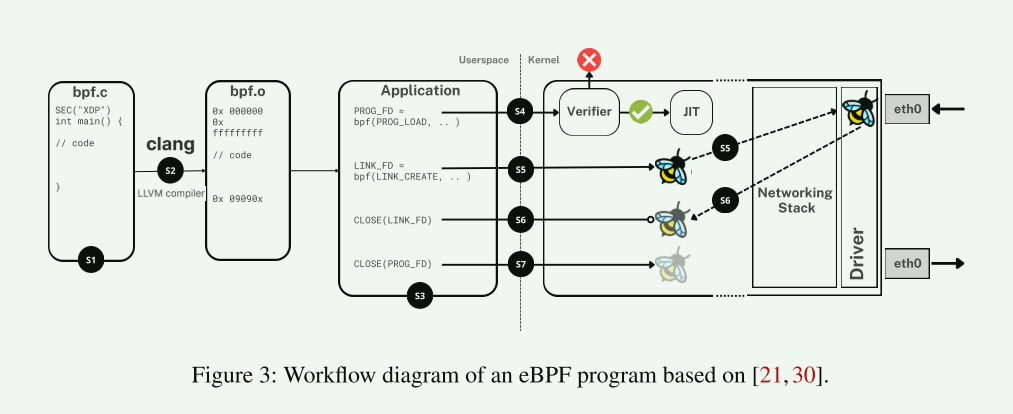 Userspace
Kernel
bpf.c
SEC("XDP")
int main() {
// code
}
S1
clang
S2
LLVM compiler
bpf.o
0x 000000
0x
fffffffff
// code
0x 09090x
Application
PROG_FD =
bpf(PROG_LOAD, .. )
LINK_FD =
bpf(LINK_CREATE, .. )
CLOSE(LINK_FD)
CLOSE(PROG_FD)
S3
S4
S5
S6
S7
Verifier
JIT
S5
S6
Networking
Stack
Driver
eth0
eth0
Figure 3: Workflow diagram of an eBPF program based on [21, 30].